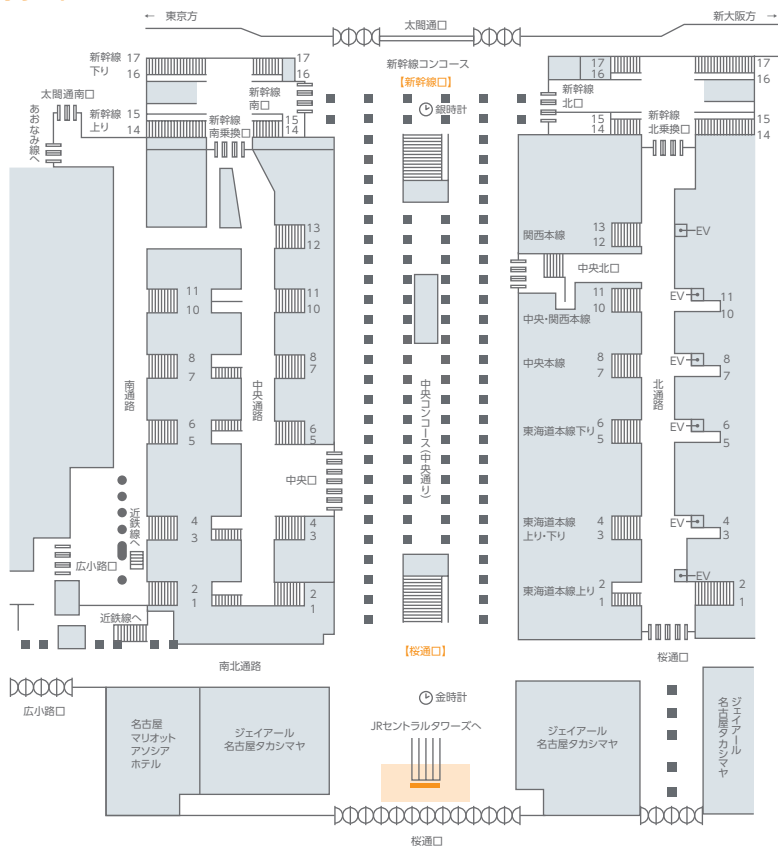 ← 東京方
太閤通口
新大阪方 →
新幹線
下り
17
16
17
16
新幹線コンコース
【新幹線口】
17
16
17
16
太閤通南口
新幹線
南口
銀時計
新幹線
北口
あおなみ線へ
新幹線
上り
15
14
新幹線
南乗換口
15
14
15
14
新幹線
北乗換口
15
14
13
12
関西本線
13
12
EV
中央北口
11
10
11
10
11
10
中央・関西本線
EV
11
10
8
7
8
7
中央本線
8
7
EV
8
7
南通路
中央通路
中央コンコース(中央通り)
北通路
6
5
6
5
東海道本線下り
6
5
EV
6
5
中央口
近鉄線へ
4
3
4
3
東海道本線
上り・下り
4
3
EV
4
3
広小路口
2
1
2
1
東海道本線上り
2
1
EV
2
1
近鉄線へ
南北通路
【桜通口】
桜通口
広小路口
金時計
名古屋
マリオット
アソシア
ホテル
ジェイアール
名古屋タカシマヤ
JRセントラルタワーズへ
ジェイアール
名古屋タカシマヤ
ジェイアール
名古屋タカシマヤ
桜通口